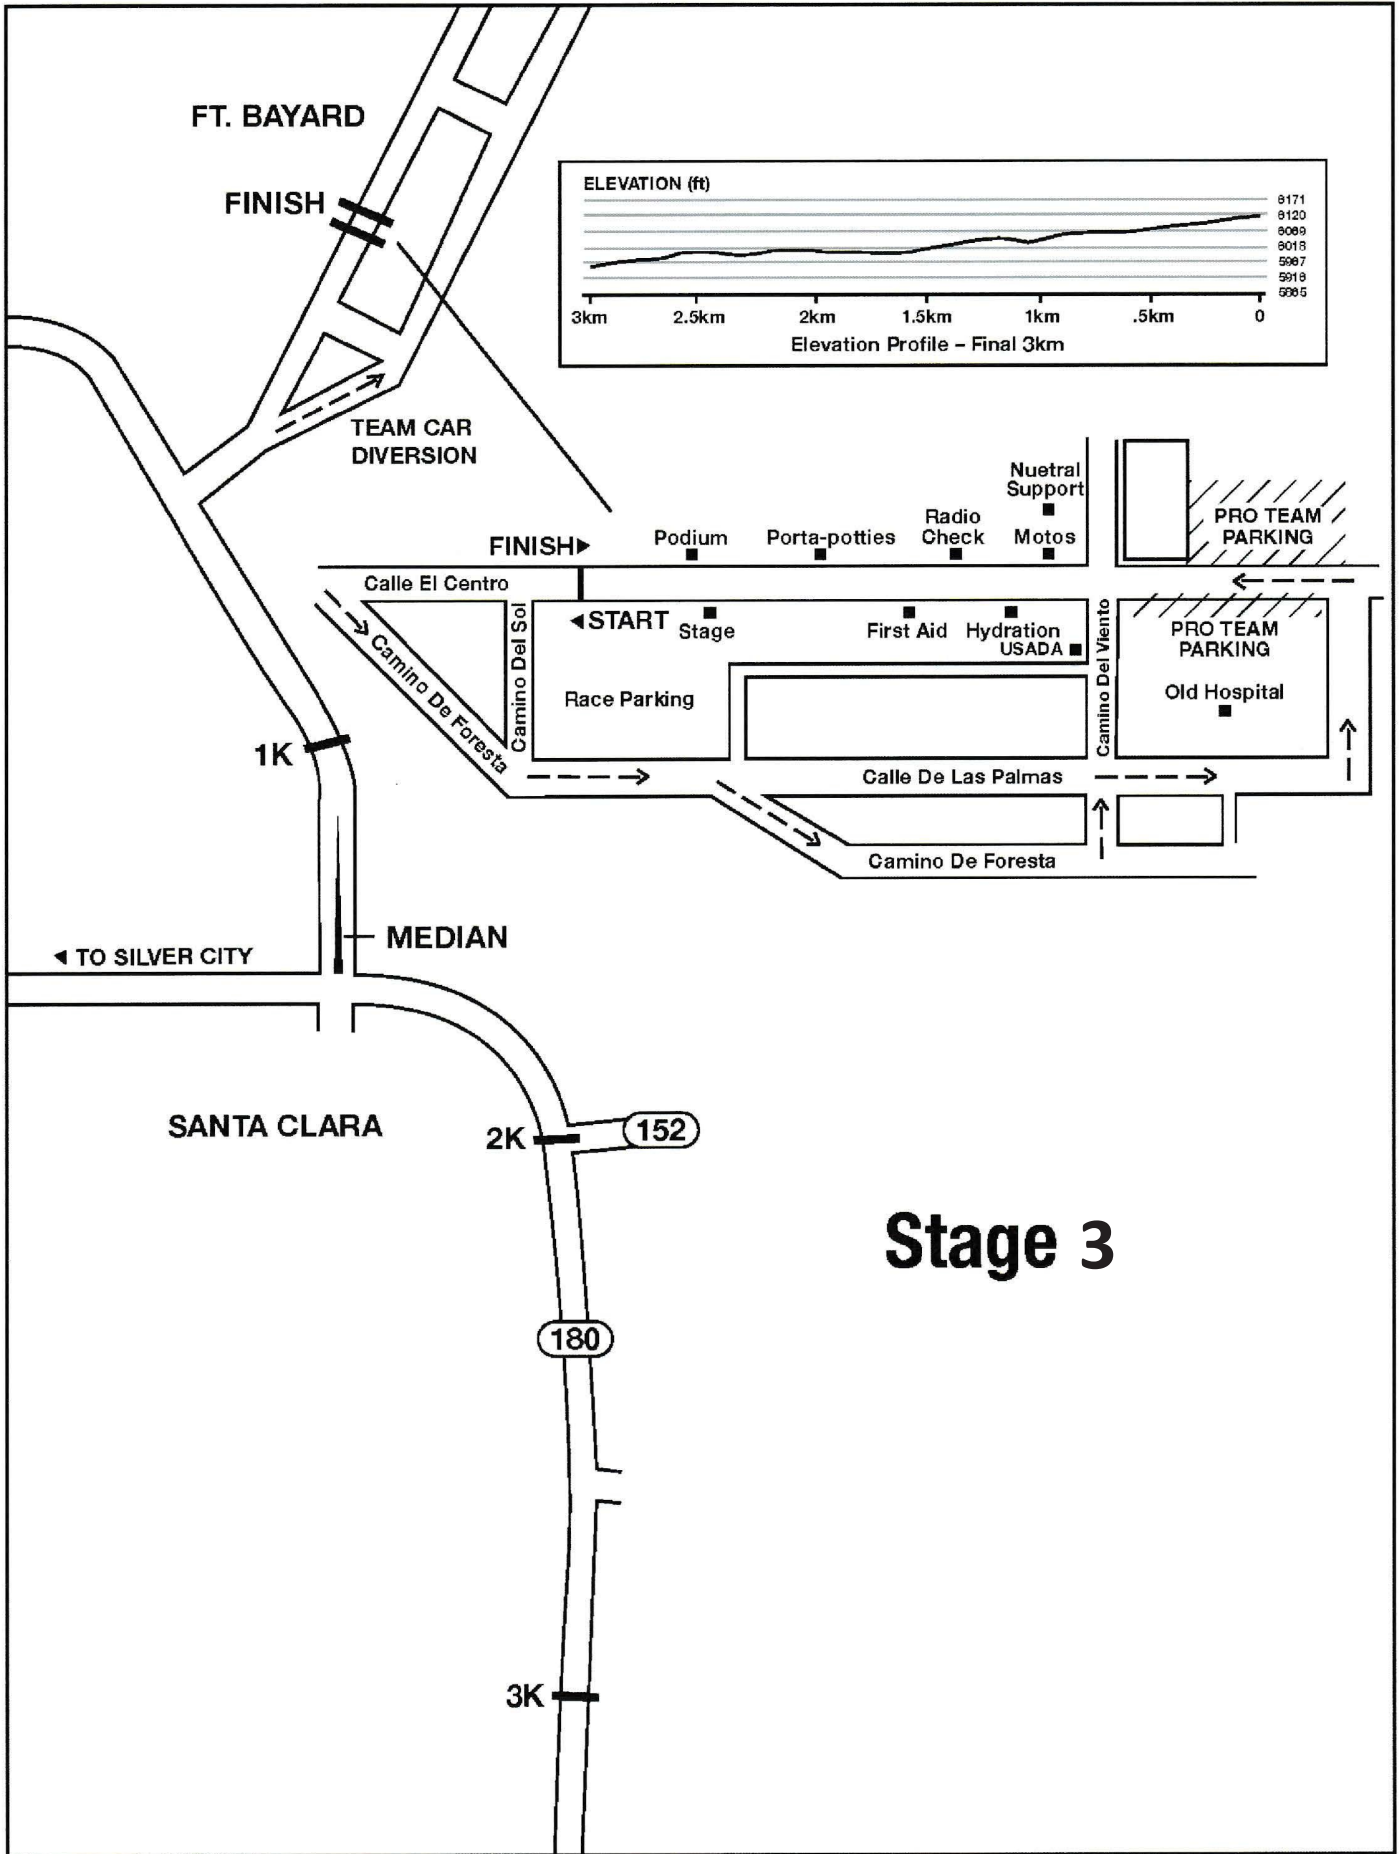 FT. BAYARD
FINISH
ELEVATION (ft)
6171
6120
6069
6018
5967
5916
5865
3km 2.5km 2km 1.5km 1km .5km 0
Elevation Profile – Final 3km
TEAM CAR
DIVERSION
Nuetral
Support
PRO TEAM
PARKING
FINISH
Podium
Porta-potties
Radio
Check
Motos
Calle El Centro
START
Stage
First Aid
Hydration
USADA
PRO TEAM
PARKING
Camino De Foresta
Camino Del Sol
Race Parking
Camino Del Viento
Old Hospital
1K
Calle De Las Palmas
Camino De Foresta
MEDIAN
TO SILVER CITY
SANTA CLARA
2K
152
Stage 3
180
3K